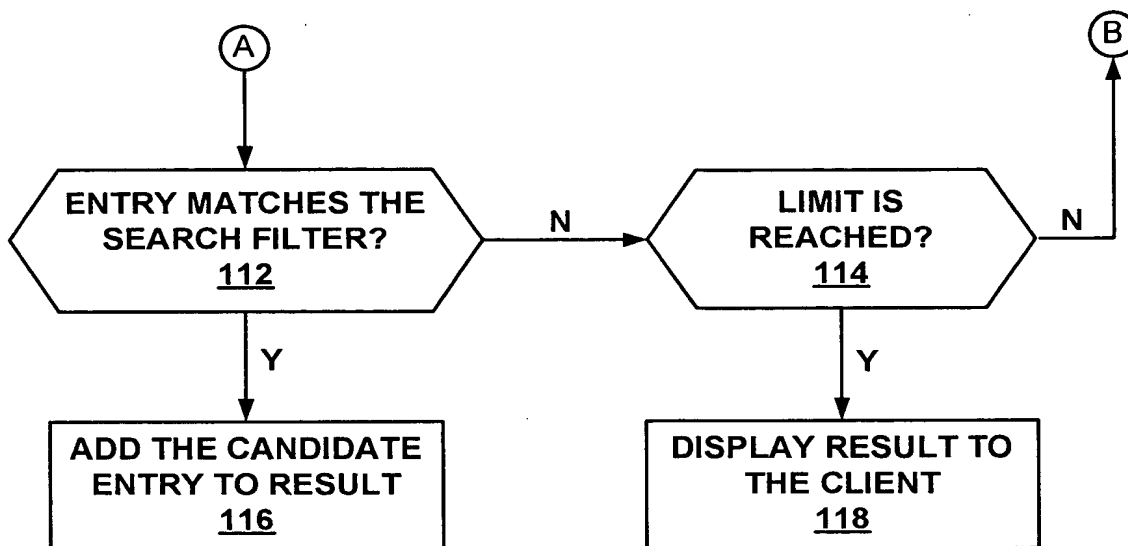 A
B
ENTRY MATCHES THE
SEARCH FILTER?
112
N
LIMIT IS
REACHED?
114
N
Y
Y
ADD THE CANDIDATE
ENTRY TO RESULT
116
DISPLAY RESULT TO
THE CLIENT
118